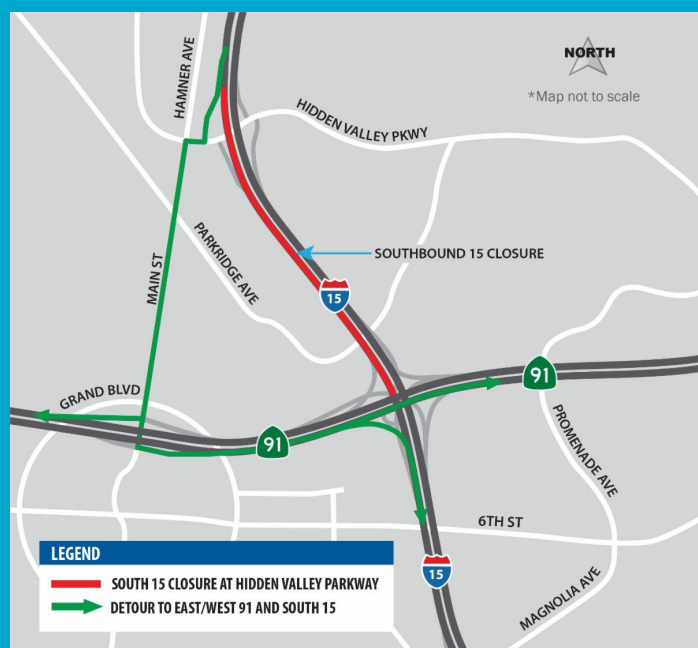 NORTH
*Map not to scale
HAMNER AVE
HIDDEN VALLEY PKWY
PARKRIDGE AVE
MAIN ST
SOUTHBOUND 15 CLOSURE
15
91
GRAND BLVD
91
PROMENADE AVE
6TH ST
15
MAGNOLIA AVE
LEGEND
SOUTH 15 CLOSURE AT HIDDEN VALLEY PARKWAY
DETOUR TO EAST/WEST 91 AND SOUTH 15